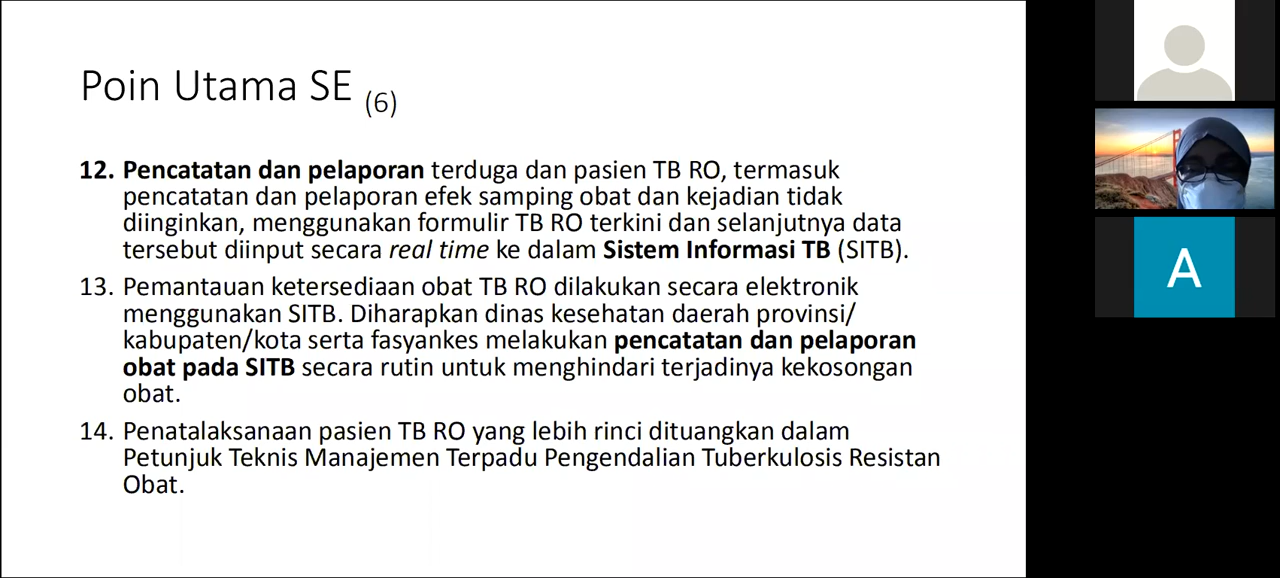 Poin Utama SE (6)
12. Pencatatan dan pelaporan terduga dan pasien TB RO, termasuk
pencatatan dan pelaporan efek samping obat dan kejadian tidak
diinginkan, menggunakan formulir TB RO terkini dan selanjutnya data
tersebut diinput secara real time ke dalam Sistem Informasi TB (SITB).
13. Pemantauan ketersediaan obat TB RO dilakukan secara elektronik
menggunakan SITB. Diharapkan dinas kesehatan daerah provinsi/
kabupaten/kota serta fasyankes melakukan pencatatan dan pelaporan
obat pada SITB secara rutin untuk menghindari terjadinya kekosongan
obat.
14. Penatalaksanaan pasien TB RO yang lebih rinci dituangkan dalam
Petunjuk Teknis Manajemen Terpadu Pengendalian Tuberkulosis Resistan
Obat.
A